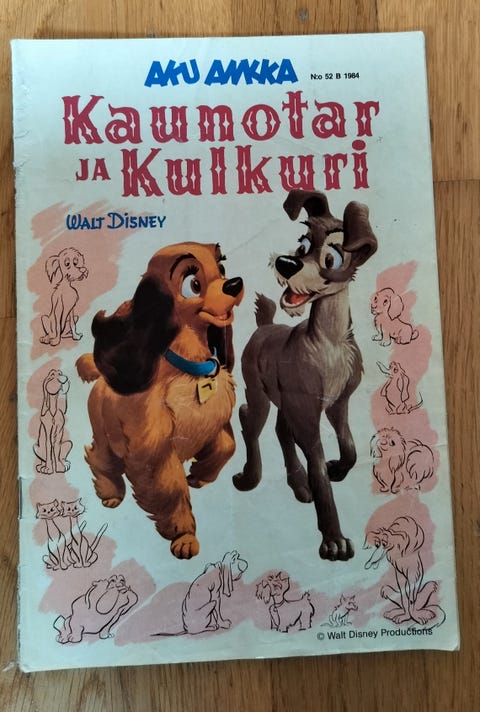 AKU ANKKA
N:o 52 B 1984
Kaunotar
JA Kulkuri
WALT DISNEY
© Walt Disney Productions